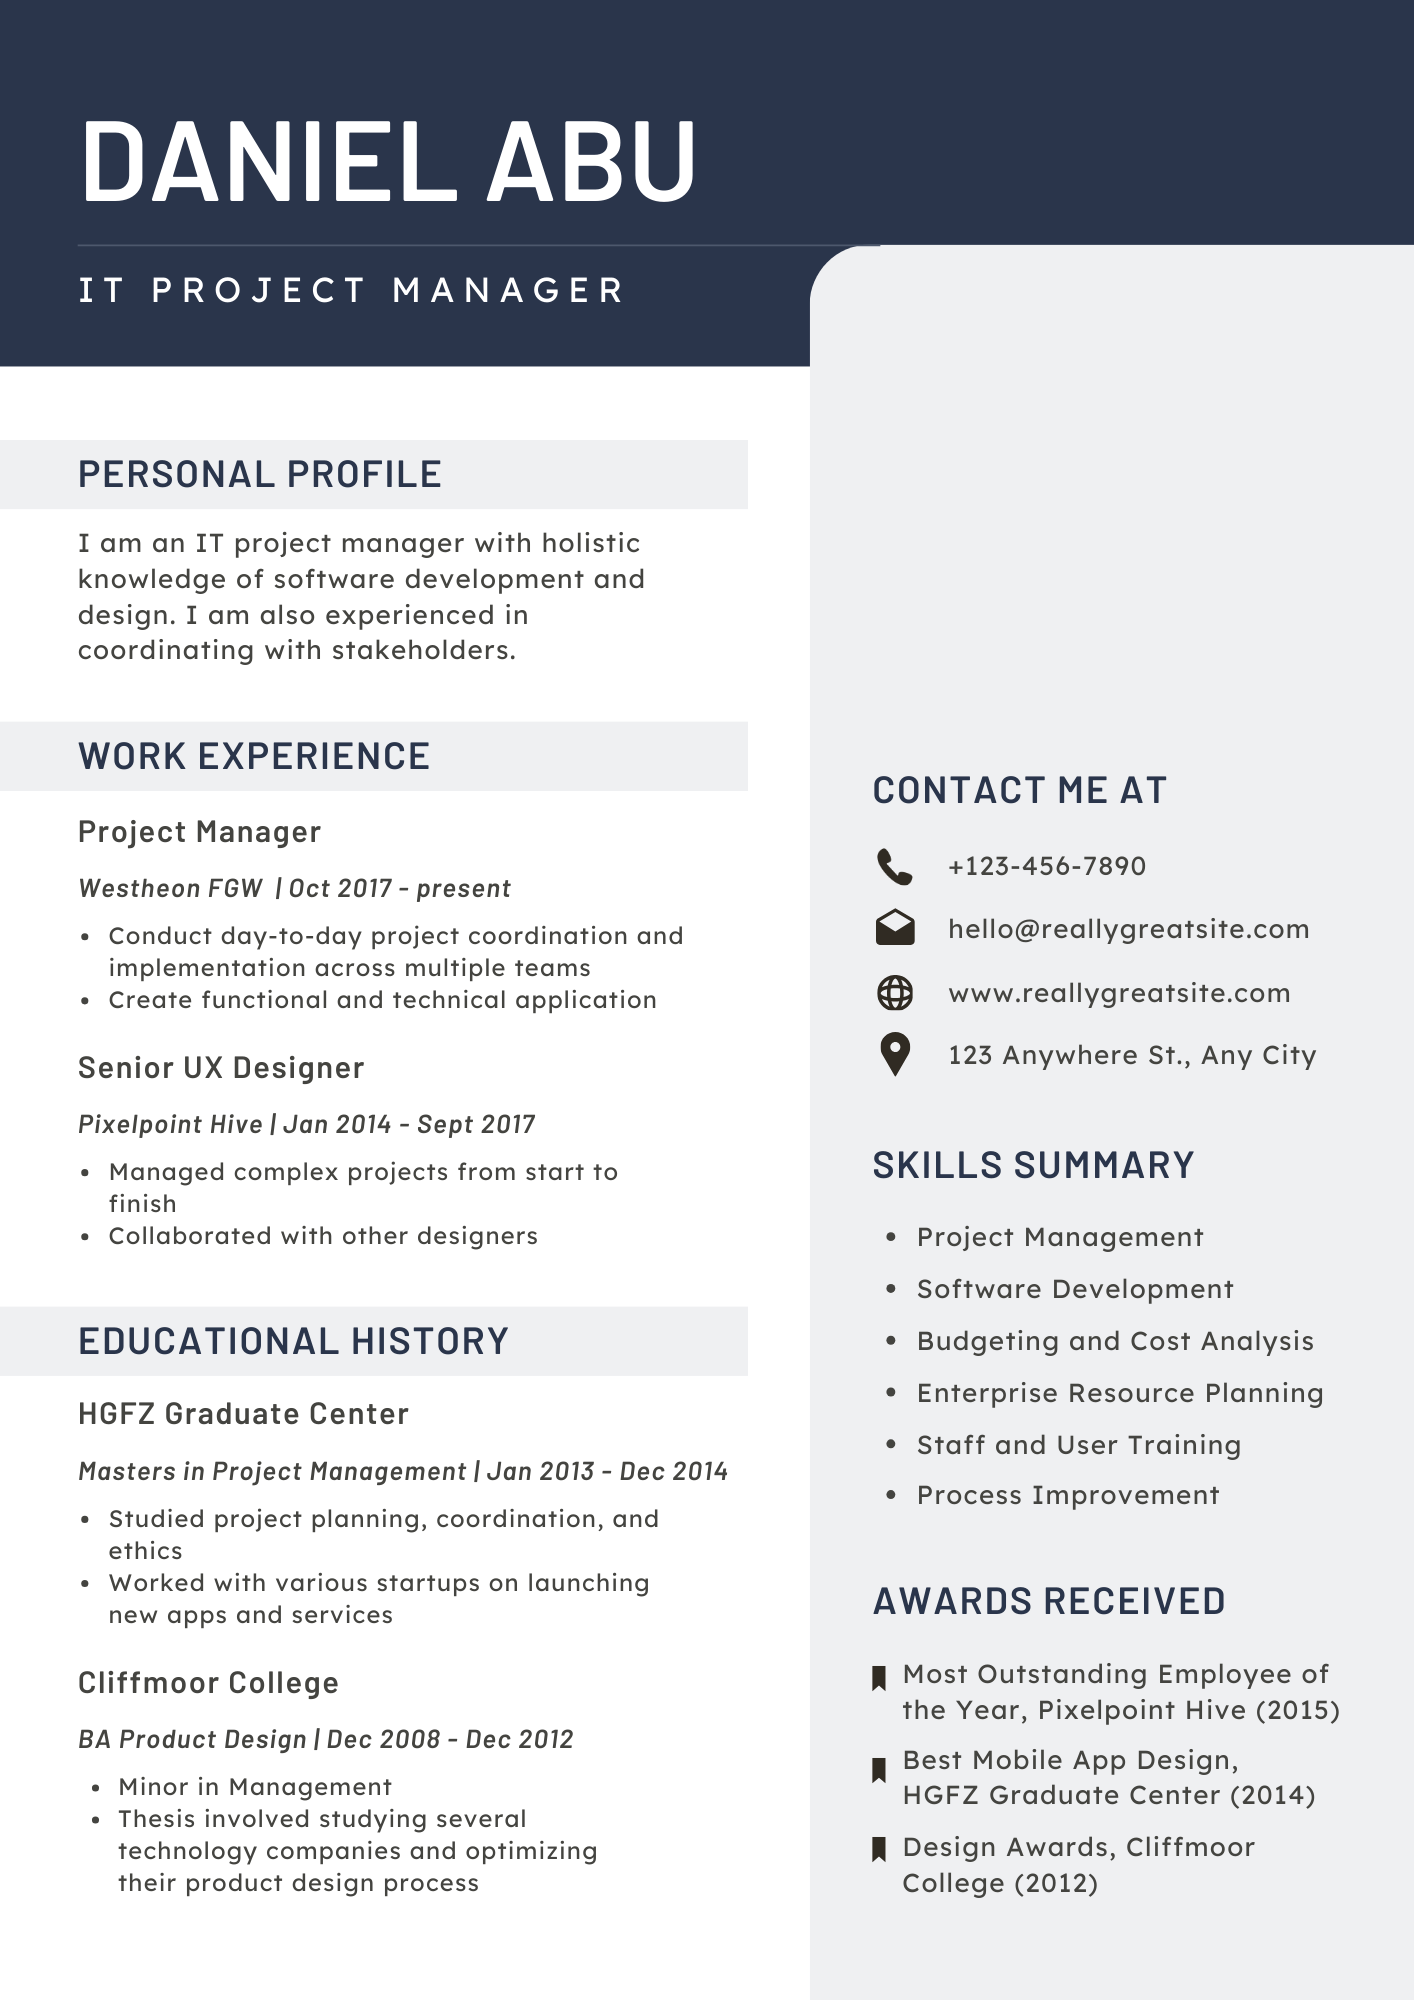 DANIEL ABU
IT PROJECT MANAGER
PERSONAL PROFILE
I am an IT project manager with holistic
knowledge of software development and
design. I am also experienced in
coordinating with stakeholders.
WORK EXPERIENCE
Project Manager
Westheon FGW | Oct 2017 - present
• Conduct day-to-day project coordination and
implementation across multiple teams
• Create functional and technical application
Senior UX Designer
Pixelpoint Hive | Jan 2014 - Sept 2017
• Managed complex projects from start to
finish
• Collaborated with other designers
EDUCATIONAL HISTORY
HGFZ Graduate Center
Masters in Project Management | Jan 2013 - Dec 2014
• Studied project planning, coordination, and
ethics
• Worked with various startups on launching
new apps and services
Cliffmoor College
BA Product Design | Dec 2008 - Dec 2012
• Minor in Management
• Thesis involved studying several
technology companies and optimizing
their product design process
CONTACT ME AT
+123-456-7890
hello@reallygreatsite.com
www.reallygreatsite.com
123 Anywhere St., Any City
SKILLS SUMMARY
• Project Management
• Software Development
• Budgeting and Cost Analysis
• Enterprise Resource Planning
• Staff and User Training
• Process Improvement
AWARDS RECEIVED
Most Outstanding Employee of
the Year, Pixelpoint Hive (2015)
Best Mobile App Design,
HGFZ Graduate Center (2014)
Design Awards, Cliffmoor
College (2012)